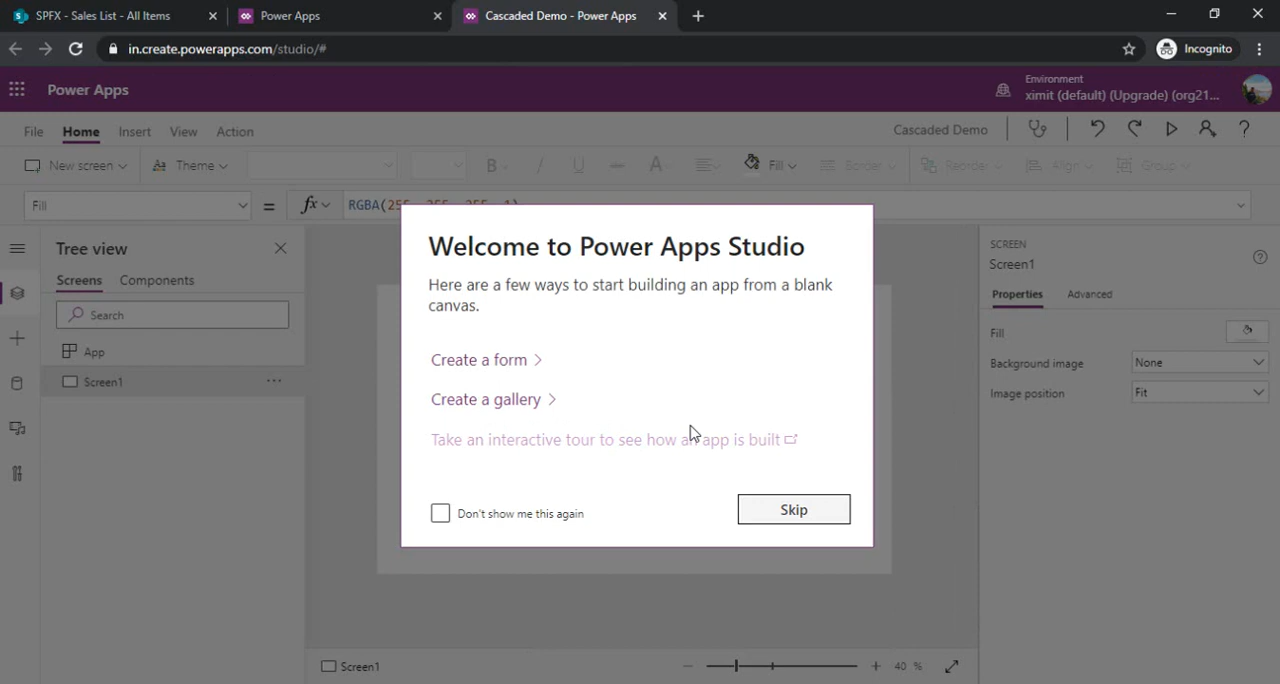 SPFX - Sales List - All Items
Power Apps
Cascaded Demo - Power Apps
in.create.powerapps.com/studio/#
Incognito
Power Apps
Environment
ximit (default) (Upgrade) (org21...
File Home Insert View Action
Cascaded Demo
New screen Theme B / U A Fill Border Reorder Align Group
Fill = fx RGBA(255, 255, 255, 1)
Tree view
Screens Components
Search
App
Screen1
Welcome to Power Apps Studio
Here are a few ways to start building an app from a blank
canvas.
Create a form
Create a gallery
Take an interactive tour to see how an app is built
Don't show me this again
Skip
SCREEN
Screen1
Properties Advanced
Fill
Background image None
Image position Fit
Screen1
40 %